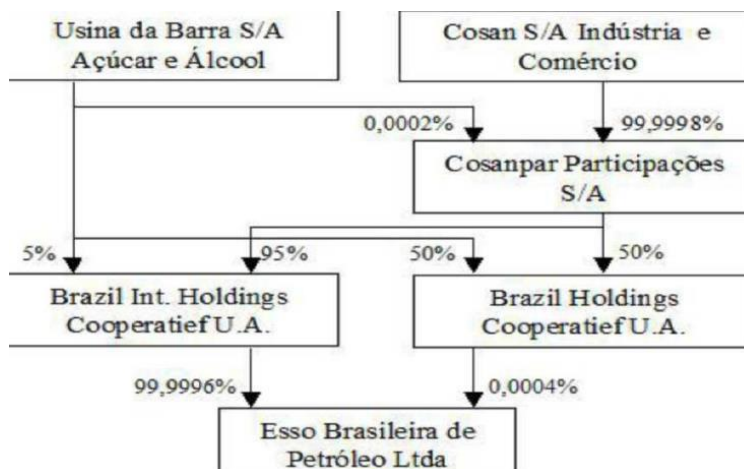 Usina da Barra S/A
Açúcar e Álcool
Cosan S/A Indústria e
Comércio
0,0002%
99,9998%
Cosanpar Participações
S/A
5%
95%
50%
50%
Brazil Int. Holdings
Cooperatief U.A.
Brazil Holdings
Cooperatief U.A.
99,9996%
0,0004%
Esso Brasileira de
Petróleo Ltda